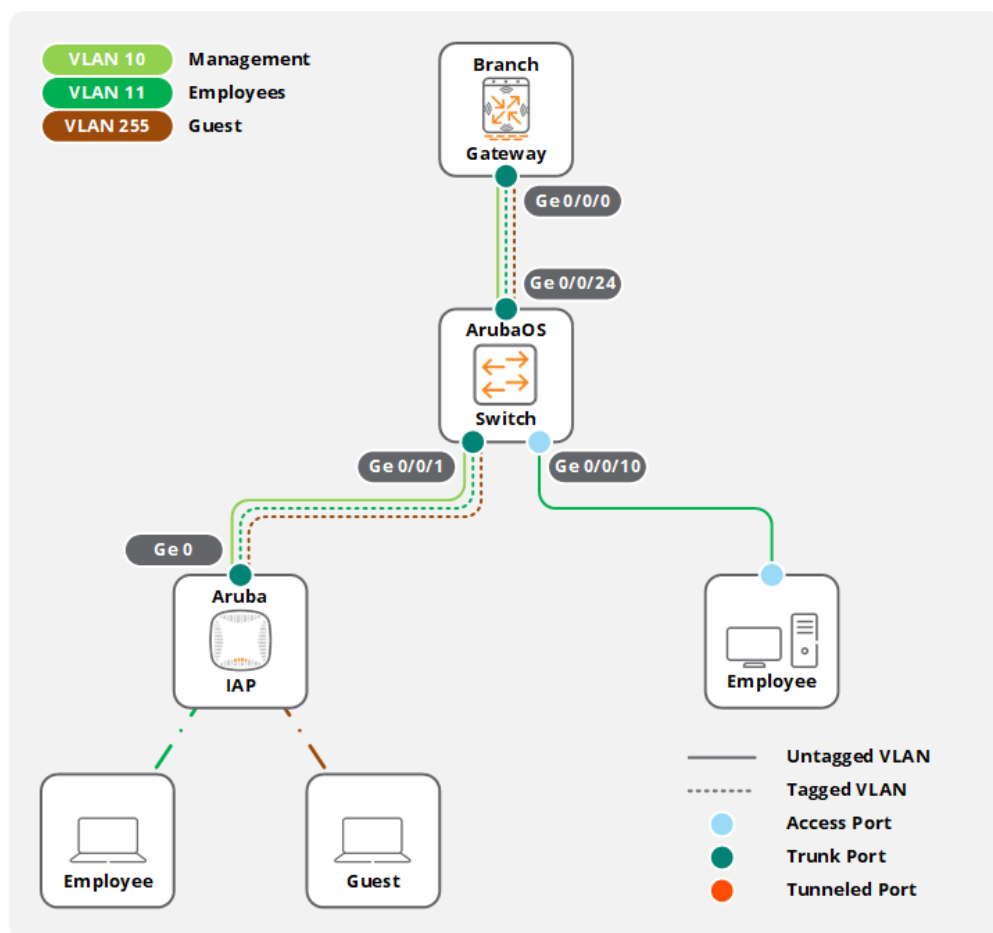 VLAN 10 Management
VLAN 11 Employees
VLAN 255 Guest
Branch
Gateway
Ge 0/0/0
Ge 0/0/24
ArubaOS
Switch
Ge 0/0/1
Ge 0/0/10
Ge 0
Aruba
IAP
Employee
Employee
Guest
Untagged VLAN
Tagged VLAN
Access Port
Trunk Port
Tunneled Port